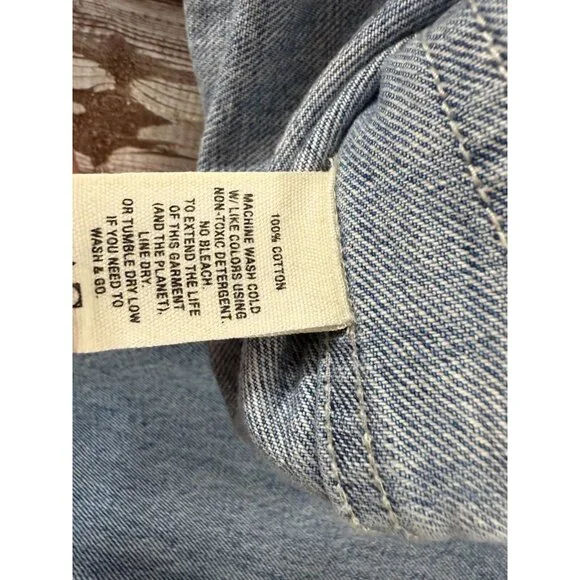 100% COTTON
MACHINE WASH COLD
W/ LIKE COLORS USING
NON-TOXIC DETERGENT.
NO BLEACH.
TO EXTEND THE LIFE
OF THIS GARMENT
(AND THE PLANET),
LINE DRY.
OR TUMBLE DRY LOW
IF YOU NEED TO
WASH & GO.